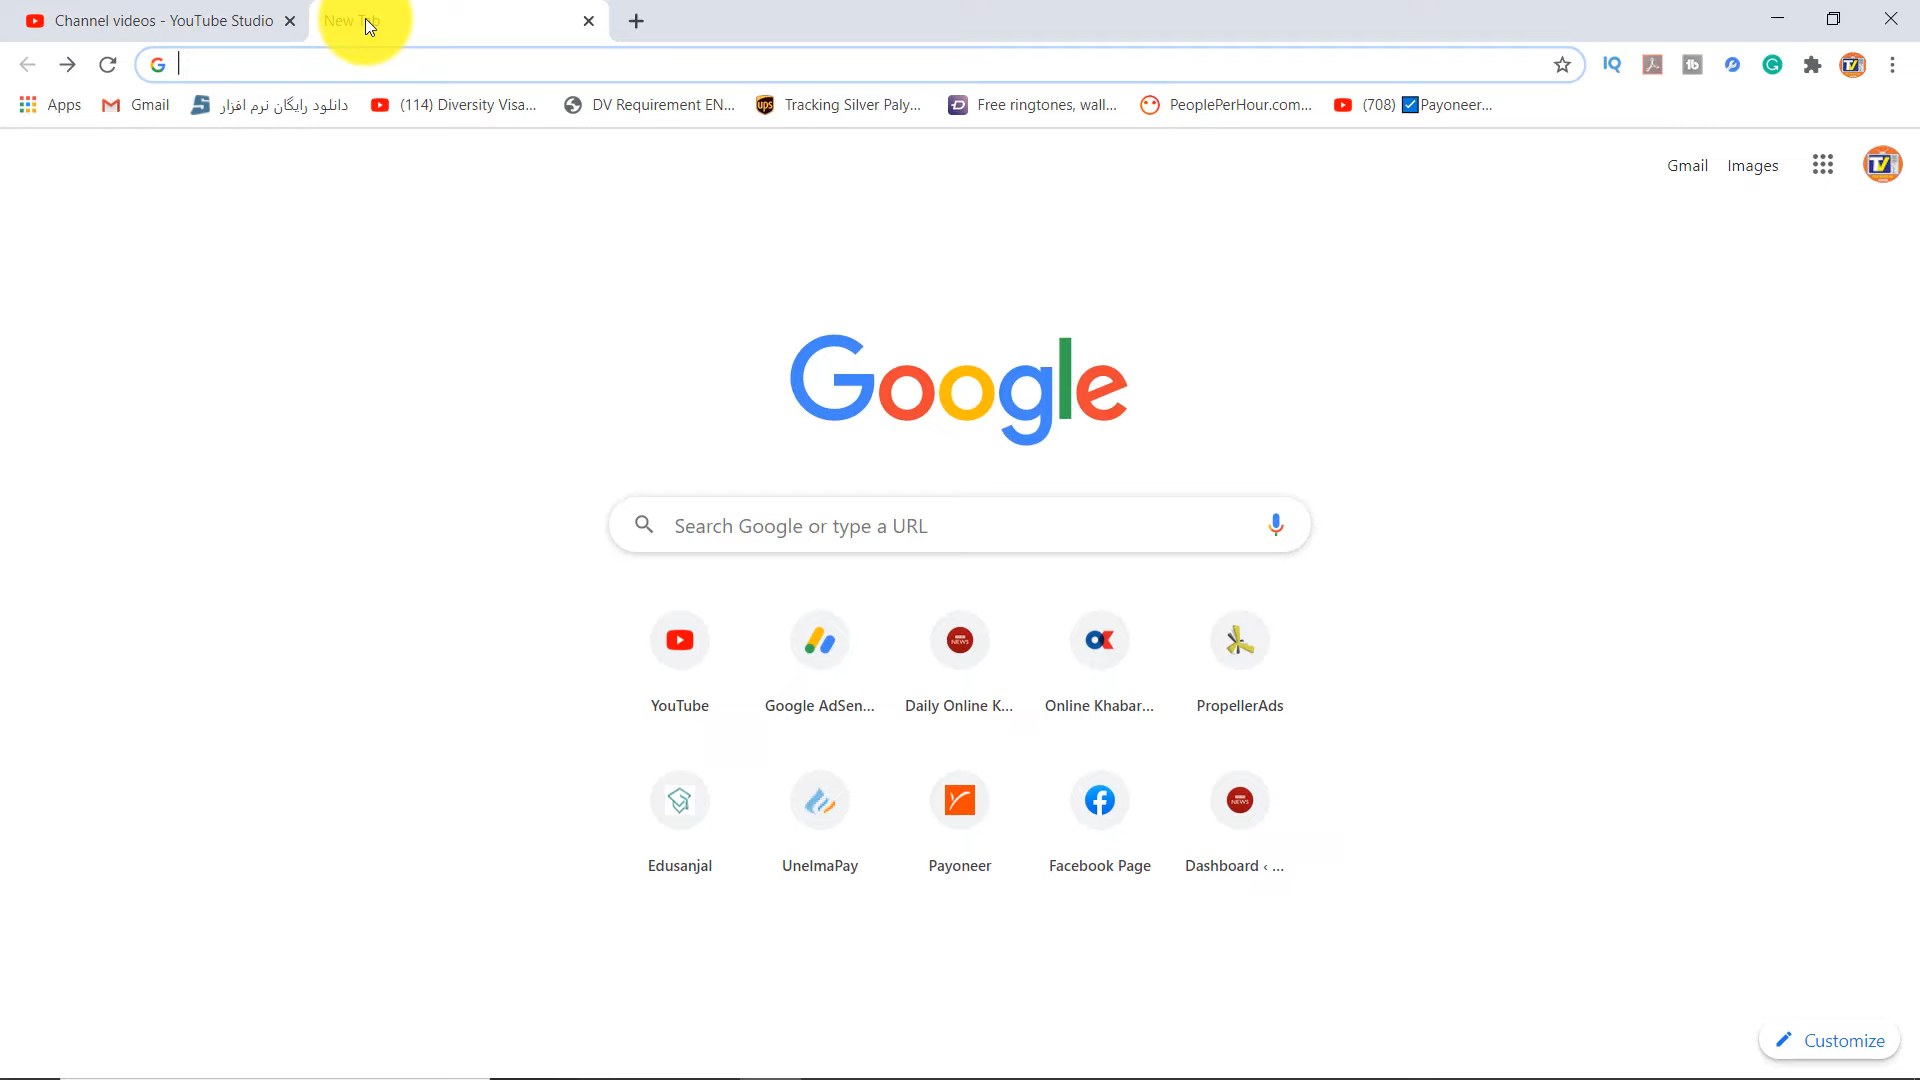 Channel videos - YouTube Studio
New Tab
Apps
Gmail
دانلود رایگان نرم افزار
(114) Diversity Visa...
DV Requirement EN...
Tracking Silver Paly...
Free ringtones, wall...
PeoplePerHour.com...
(708) ☑Payoneer...
Gmail Images
Google
Search Google or type a URL
YouTube
Google AdSen...
Daily Online K...
Online Khabar...
PropellerAds
Edusanjal
UnelmaPay
Payoneer
Facebook Page
Dashboard ‹ ...
Customize